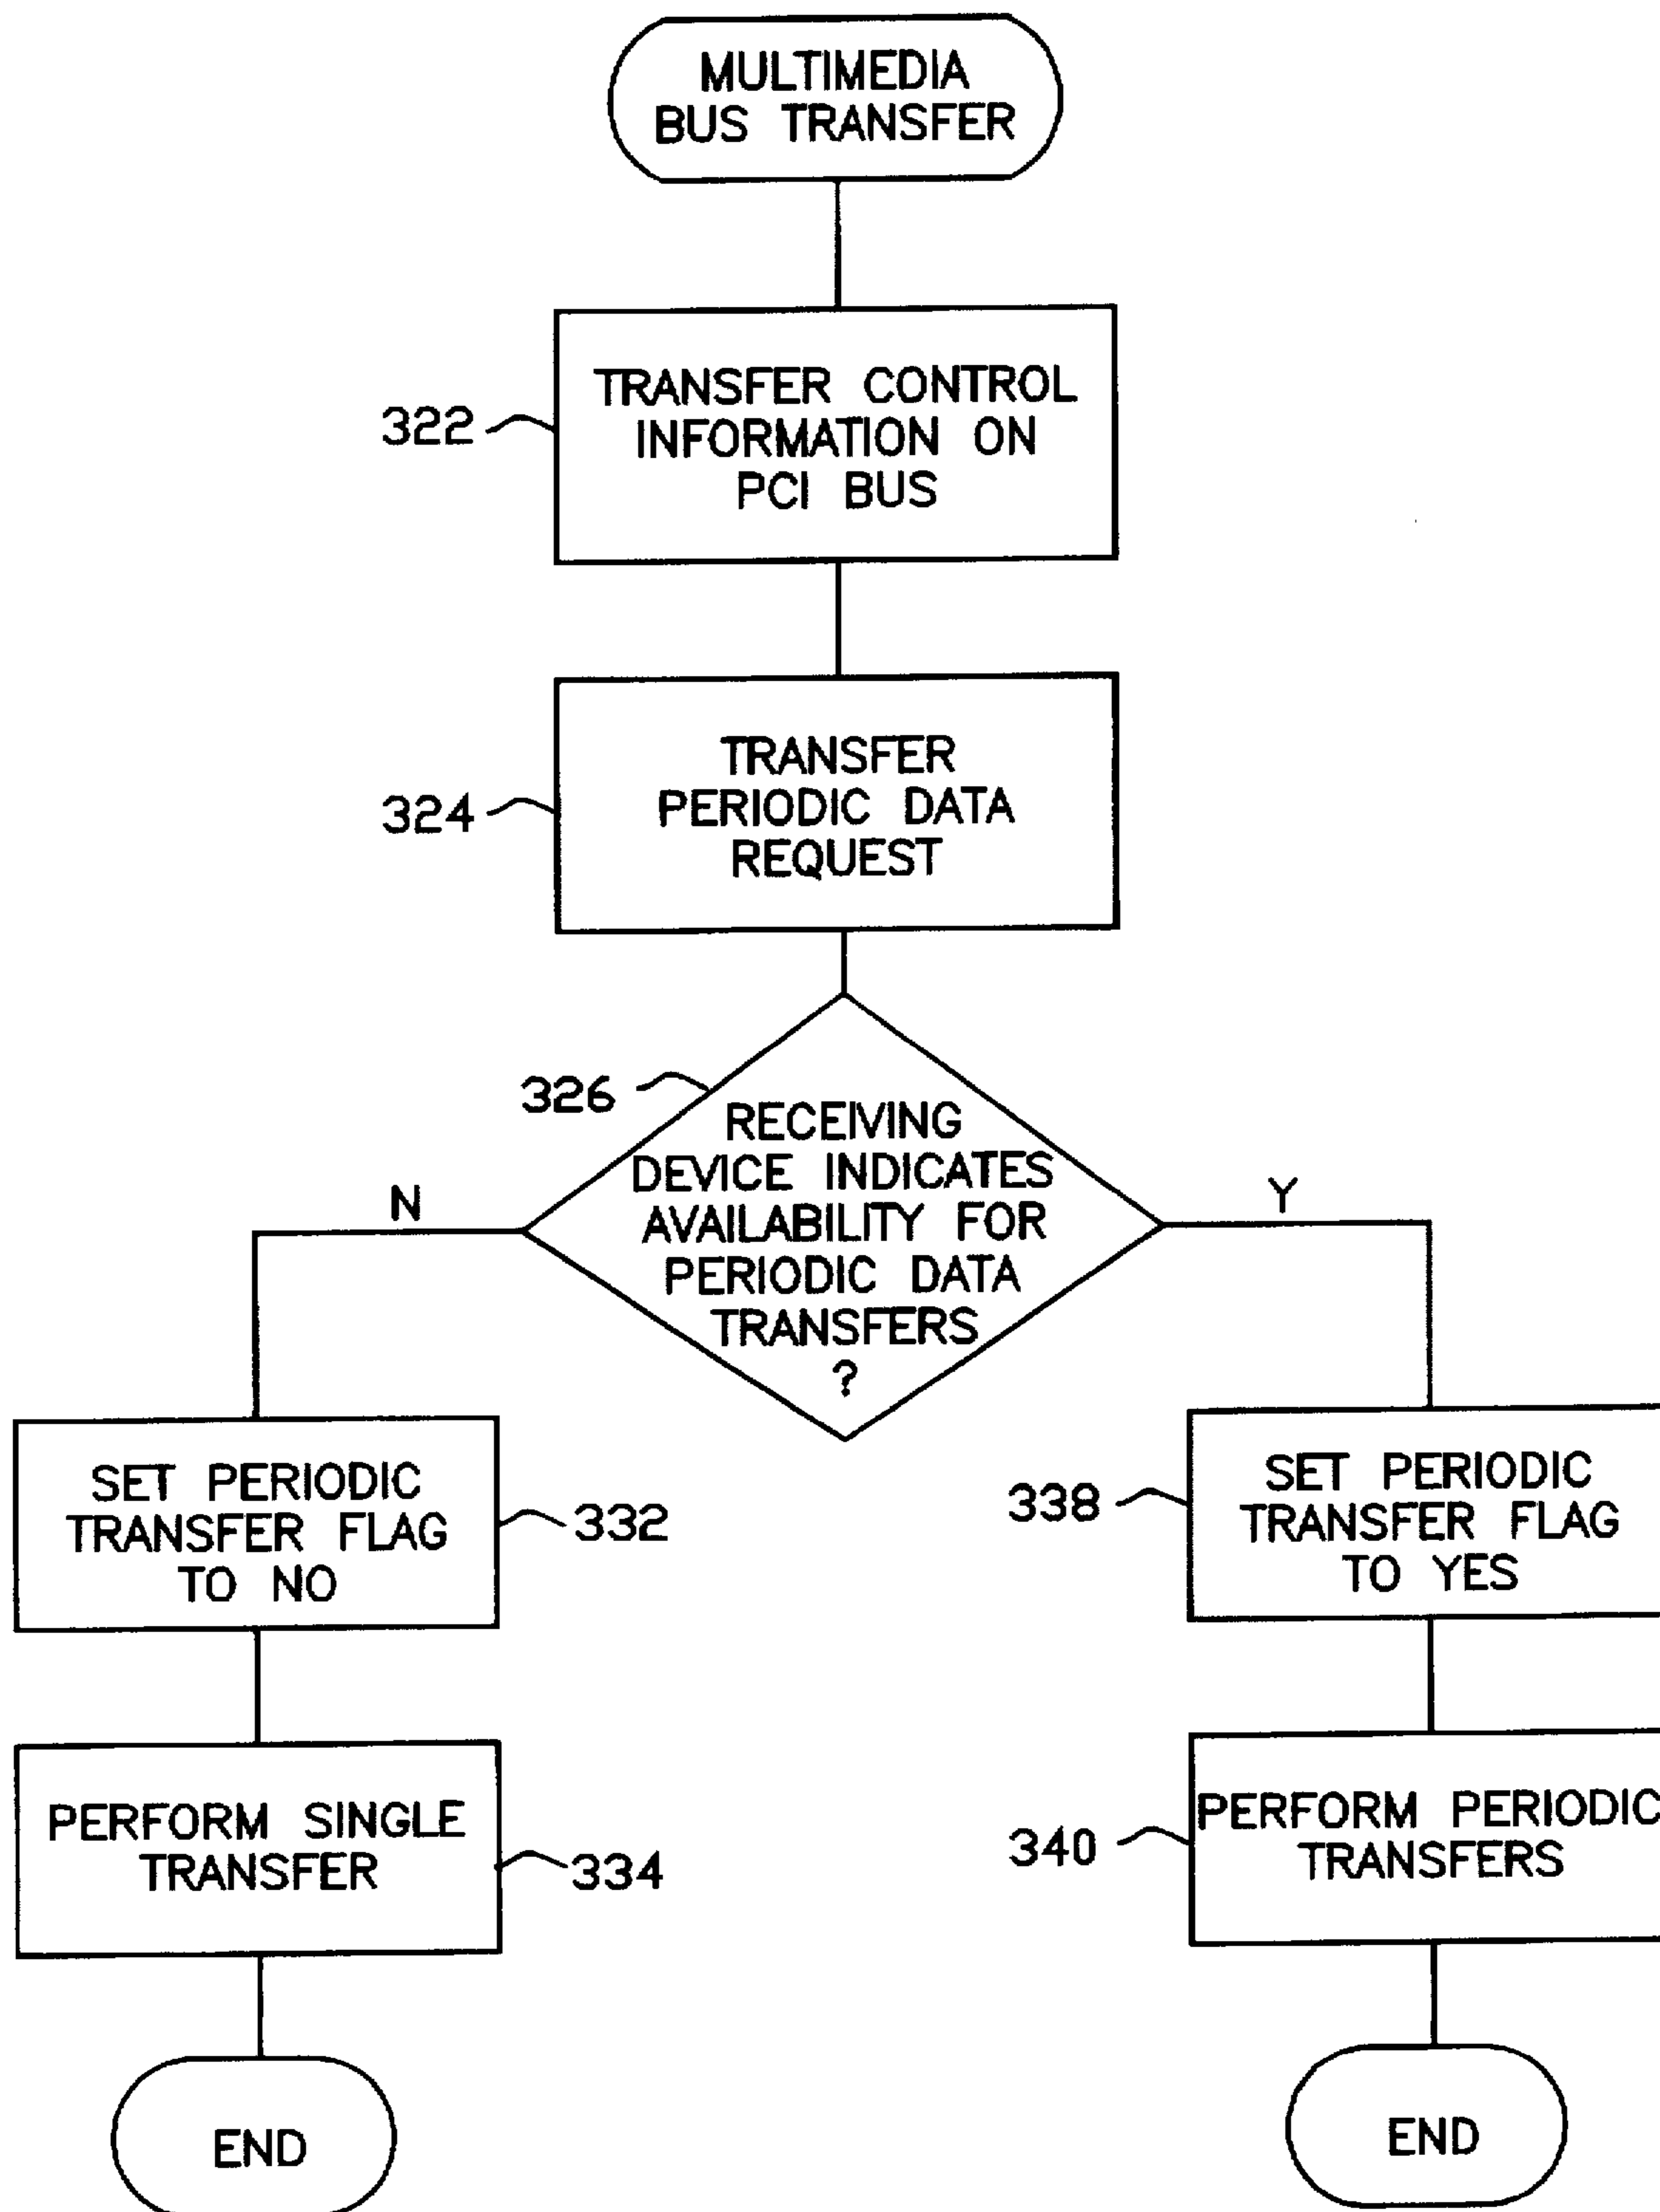 MULTIMEDIA
BUS TRANSFER
322
TRANSFER CONTROL
INFORMATION ON
PCI BUS
324
TRANSFER
PERIODIC DATA
REQUEST
326
RECEIVING
DEVICE INDICATES
AVAILABILITY FOR
PERIODIC DATA
TRANSFERS
?
N
Y
SET PERIODIC
TRANSFER FLAG
TO NO
332
338
SET PERIODIC
TRANSFER FLAG
TO YES
PERFORM SINGLE
TRANSFER
334
340
PERFORM PERIODIC
TRANSFERS
END
END